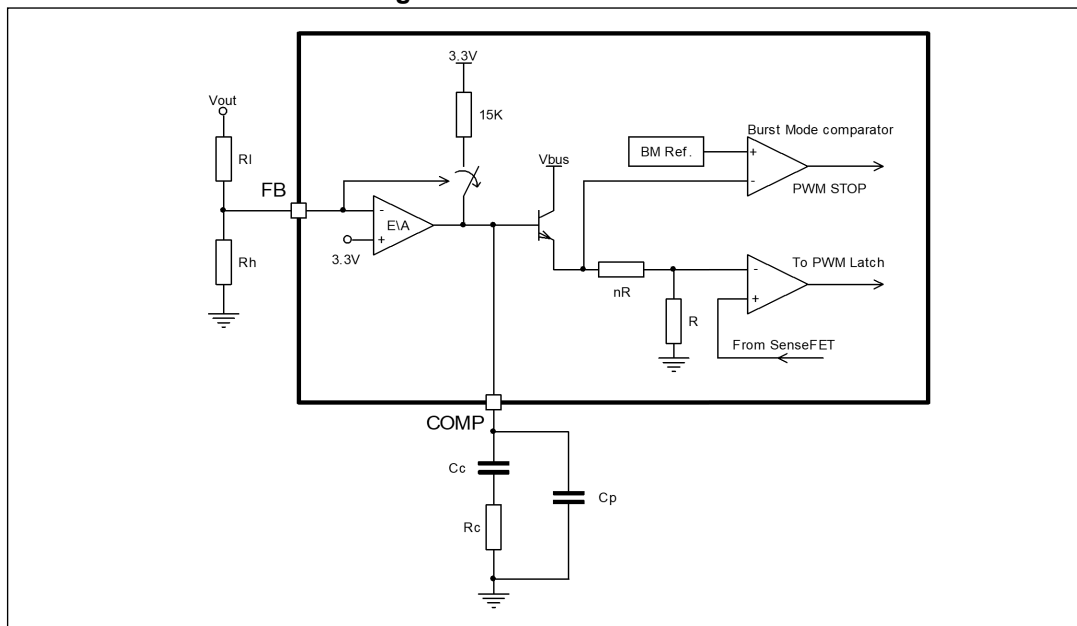 3.3V
Vout
15K
Rl
FB
Rh
-
E\A
+
3.3V
Vbus
BM Ref.
Burst Mode comparator
+
-
PWM STOP
To PWM Latch
-
+
nR
R
From SenseFET
COMP
Cc
Cp
Rc